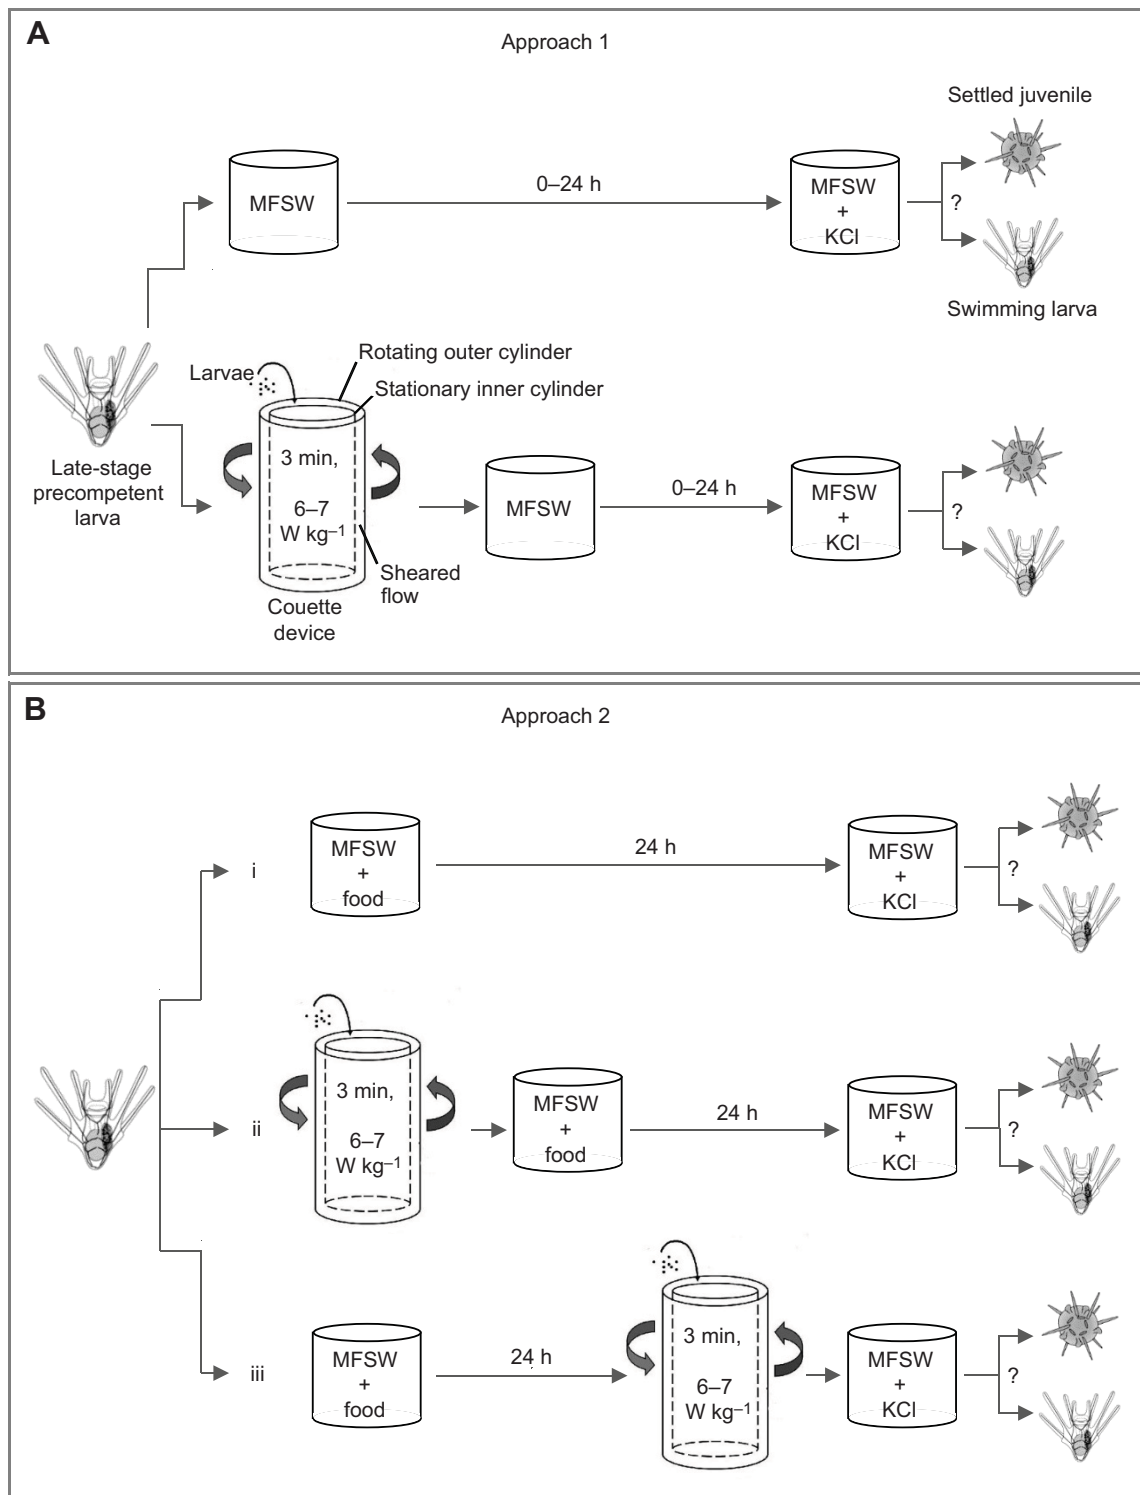 A
Approach 1
Settled juvenile
MFSW
0–24 h
MFSW
+
KCl
?
Swimming larva
Larvae
Rotating outer cylinder
Stationary inner cylinder
Late-stage
precompetent
larva
3 min,
6–7
W kg⁻¹
Sheared
flow
Couette
device
MFSW
0–24 h
MFSW
+
KCl
?
B
Approach 2
i
MFSW
+
food
24 h
MFSW
+
KCl
?
ii
3 min,
6–7
W kg⁻¹
MFSW
+
food
24 h
MFSW
+
KCl
?
iii
MFSW
+
food
24 h
3 min,
6–7
W kg⁻¹
MFSW
+
KCl
?